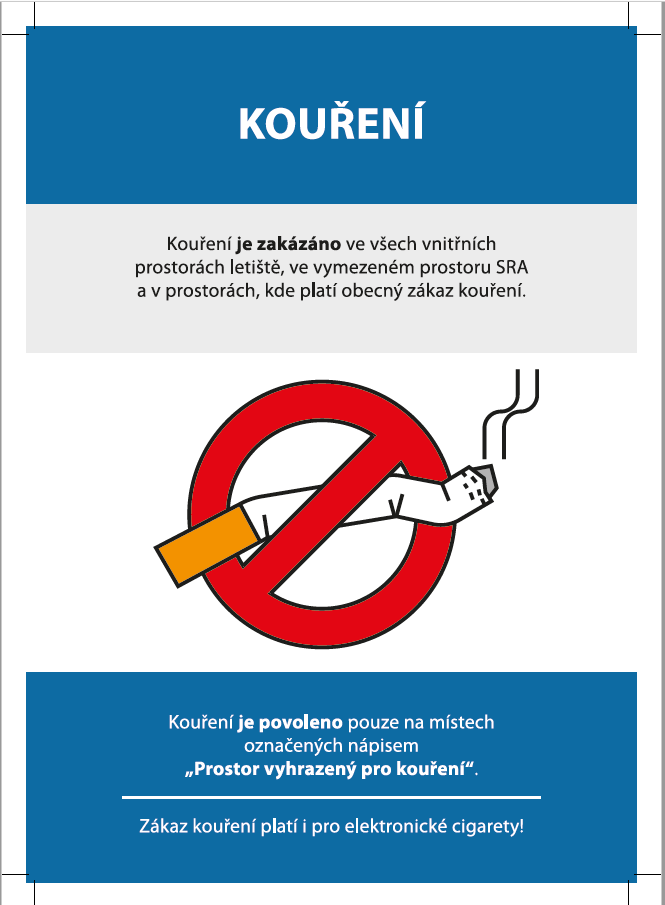 KOUŘENÍ
Kouření je zakázáno ve všech vnitřních
prostorách letiště, ve vymezeném prostoru SRA
a v prostorách, kde platí obecný zákaz kouření.
Kouření je povoleno pouze na místech
označených nápisem
„Prostor vyhrazený pro kouření“.
Zákaz kouření platí i pro elektronické cigarety!